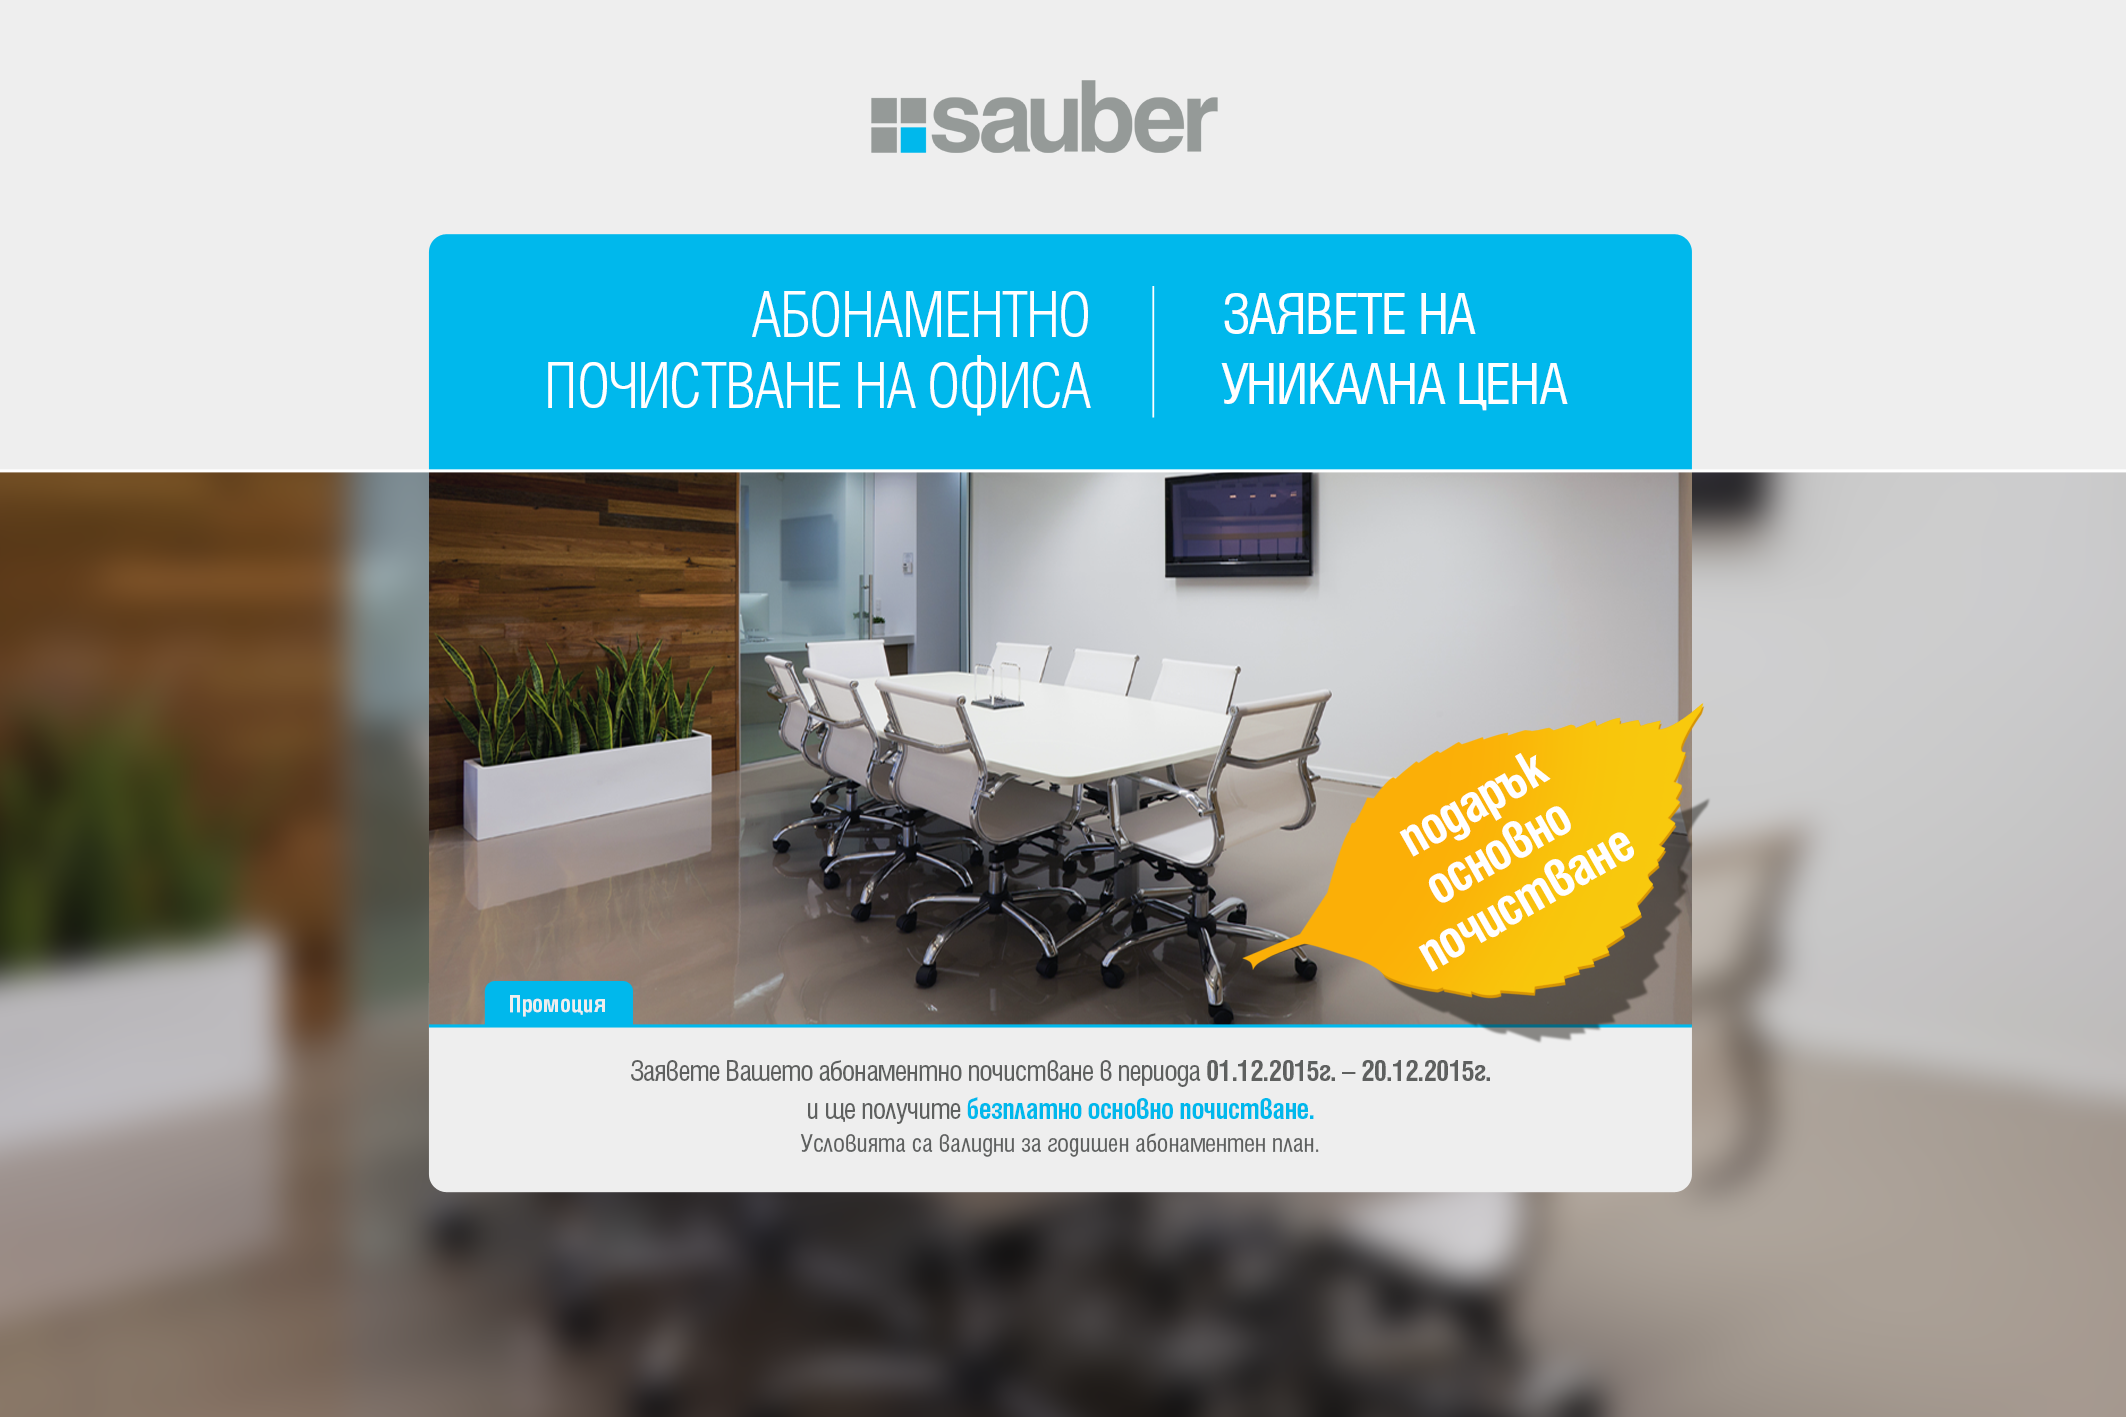 sauber
АБОНАМЕНТНО
ПОЧИСТВАНЕ НА ОФИСА
ЗАЯВЕТЕ НА
УНИКАЛНА ЦЕНА
подарък
основно
почистване
Промоция
Заявете Вашето абонаментно почистване в периода 01.12.2015г. – 20.12.2015г.
и ще получите безплатно основно почистване.
Условията са валидни за годишен абонаментен план.